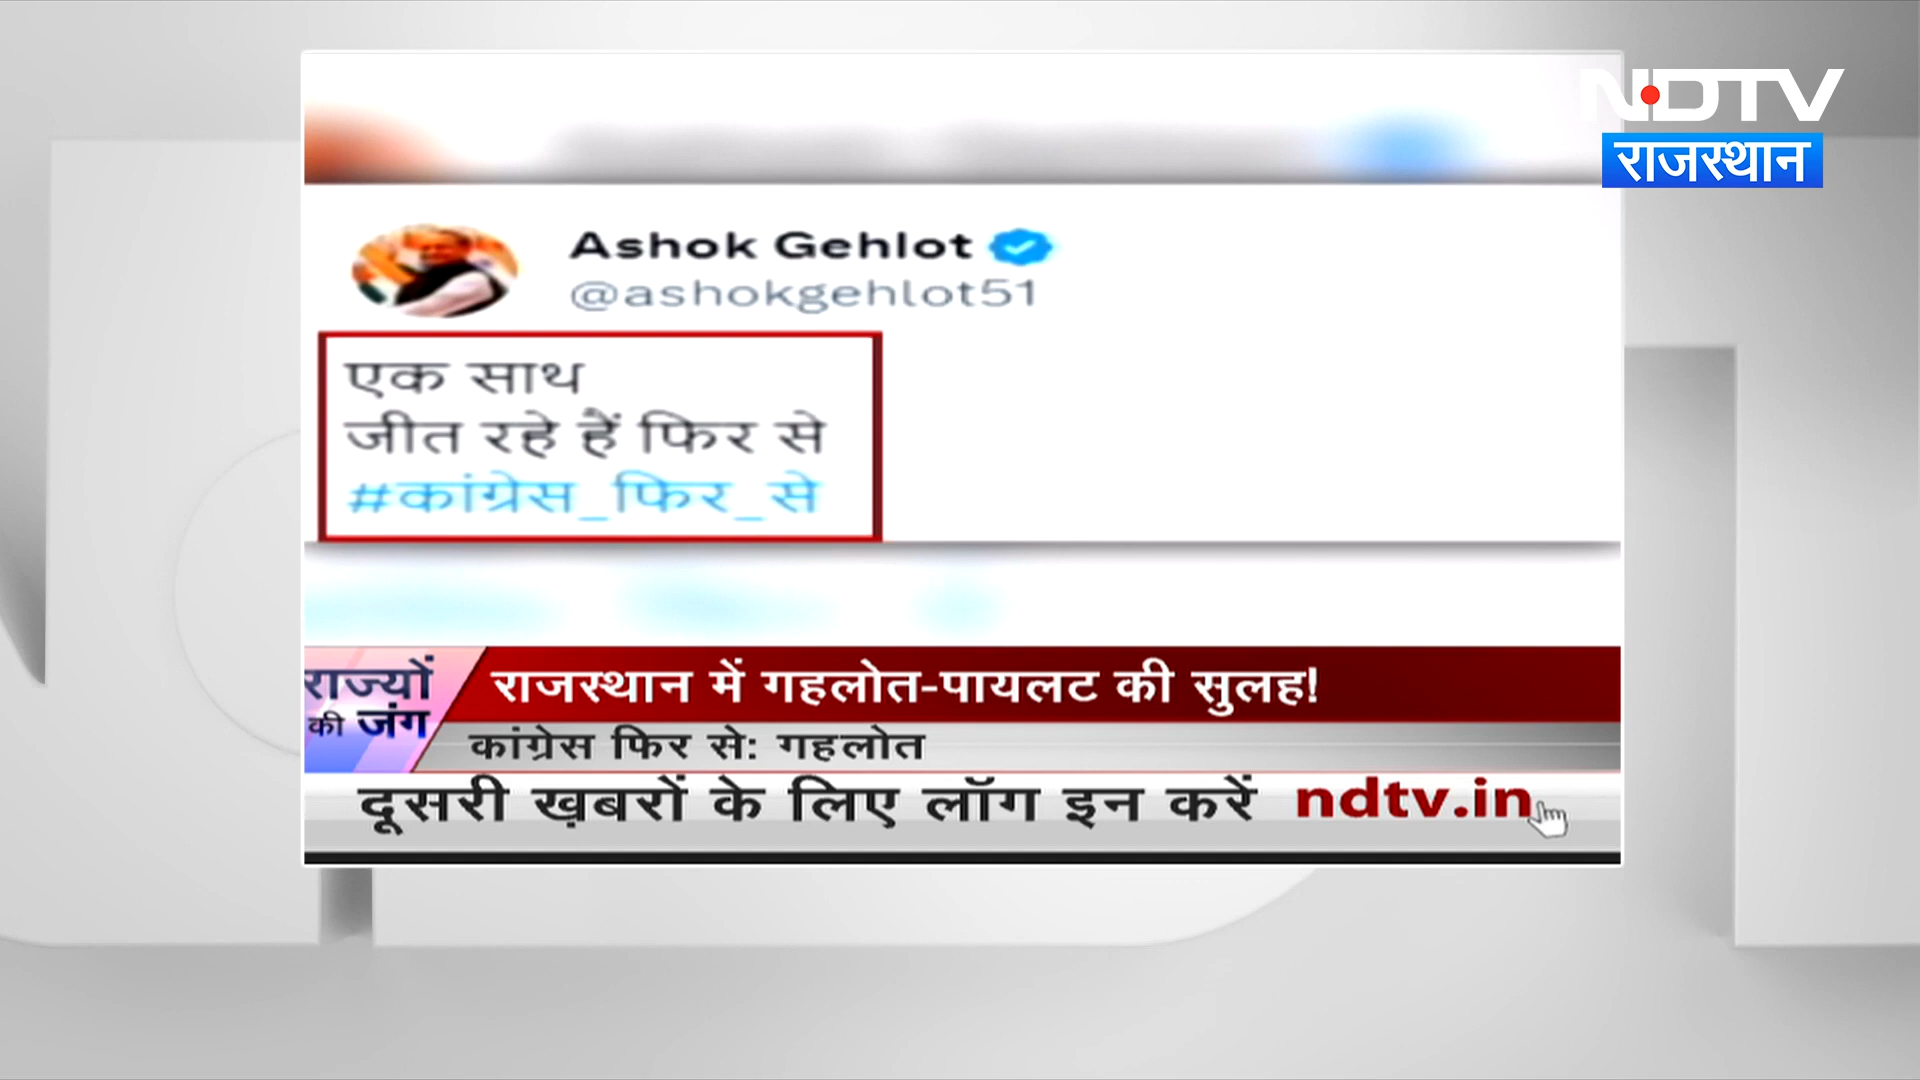 NDTV
राजस्थान
Ashok Gehlot
@ashokgehlot51
एक साथ
जीत रहे हैं फिर से
#कांग्रेस_फिर_से
राज्यों
की जंग
राजस्थान में गहलोत-पायलट की सुलह!
कांग्रेस फिर से: गहलोत
दूसरी ख़बरों के लिए लॉग इन करें ndtv.in